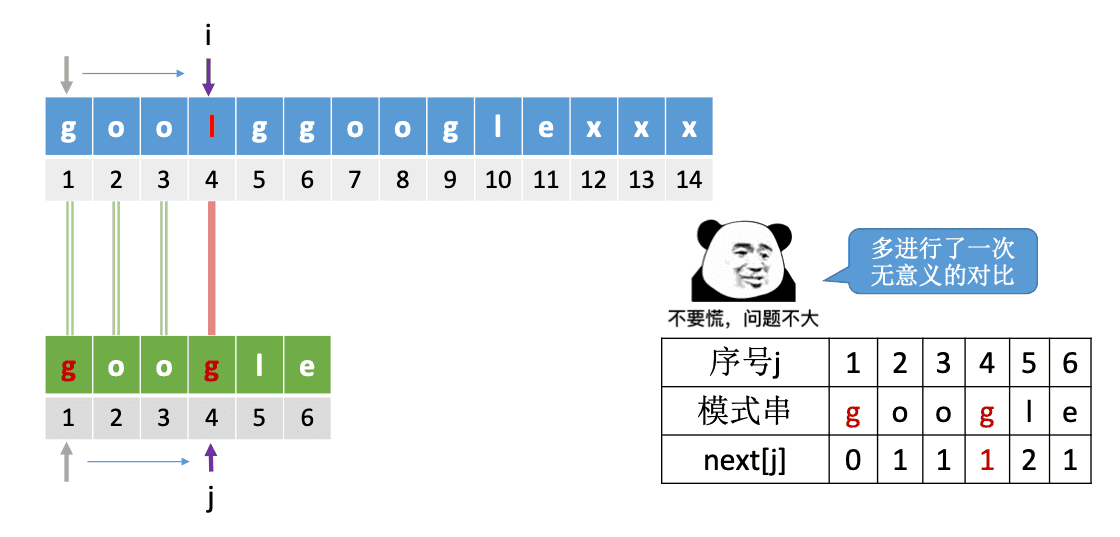 i
g o o l g g o o g l e x x x
1 2 3 4 5 6 7 8 9 10 11 12 13 14
多进行了一次
无意义的对比
不要慌，问题不大
g o o g l e
1 2 3 4 5 6
j
序号j 1 2 3 4 5 6
模式串 g o o g l e
next[j] 0 1 1 1 2 1